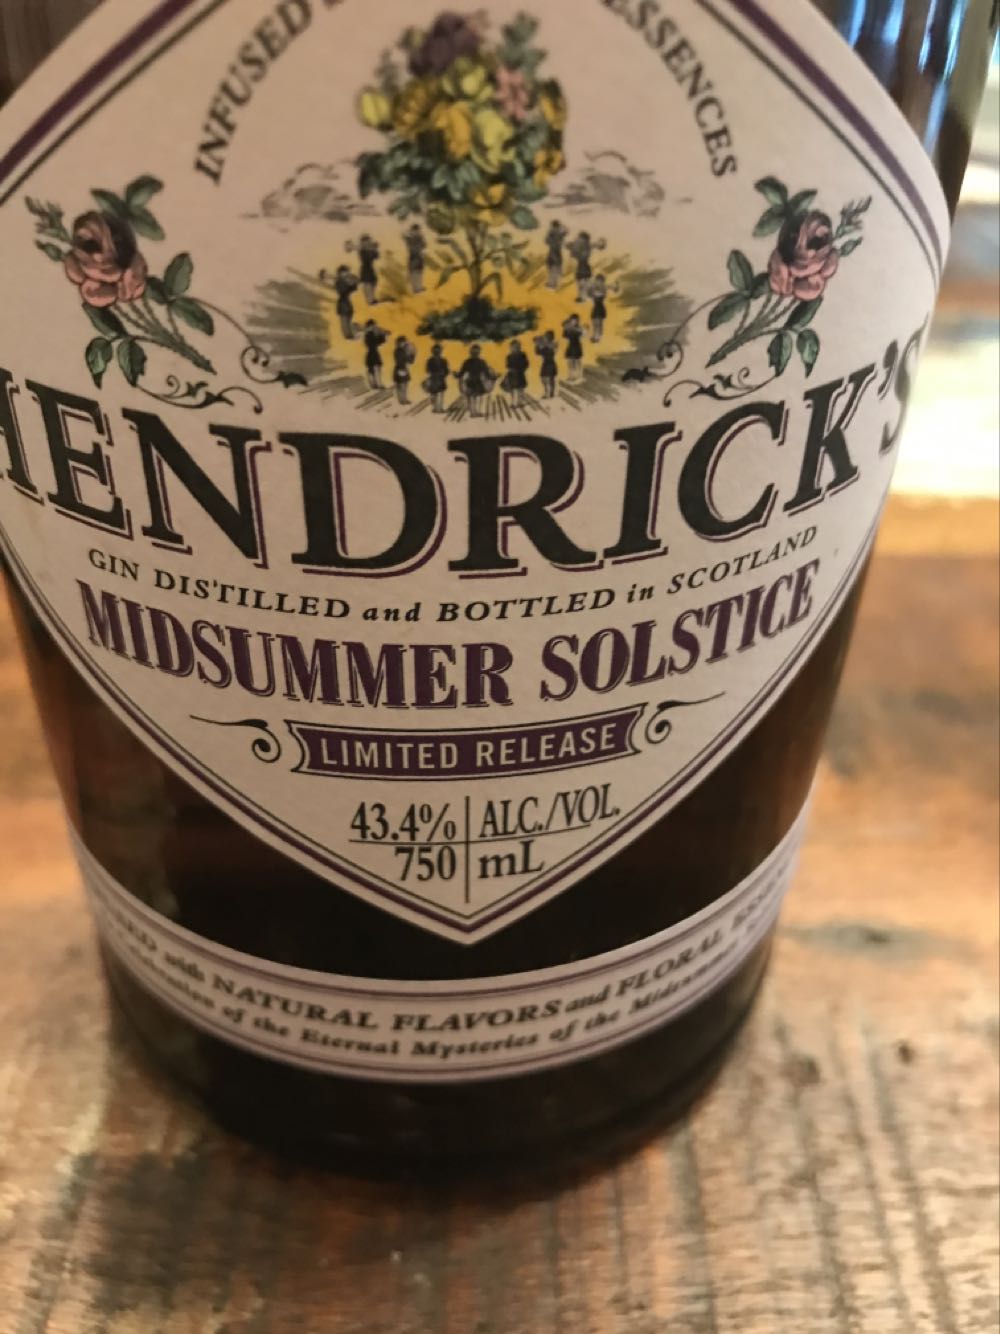 INFUSED ESSENCES
HENDRICK'S
GIN DISTILLED and BOTTLED in SCOTLAND
MIDSUMMER SOLSTICE
LIMITED RELEASE
43.4% ALC./VOL.
750 mL
with NATURAL FLAVORS and FLORAL
of the Eternal Mysteries of the Midsummer